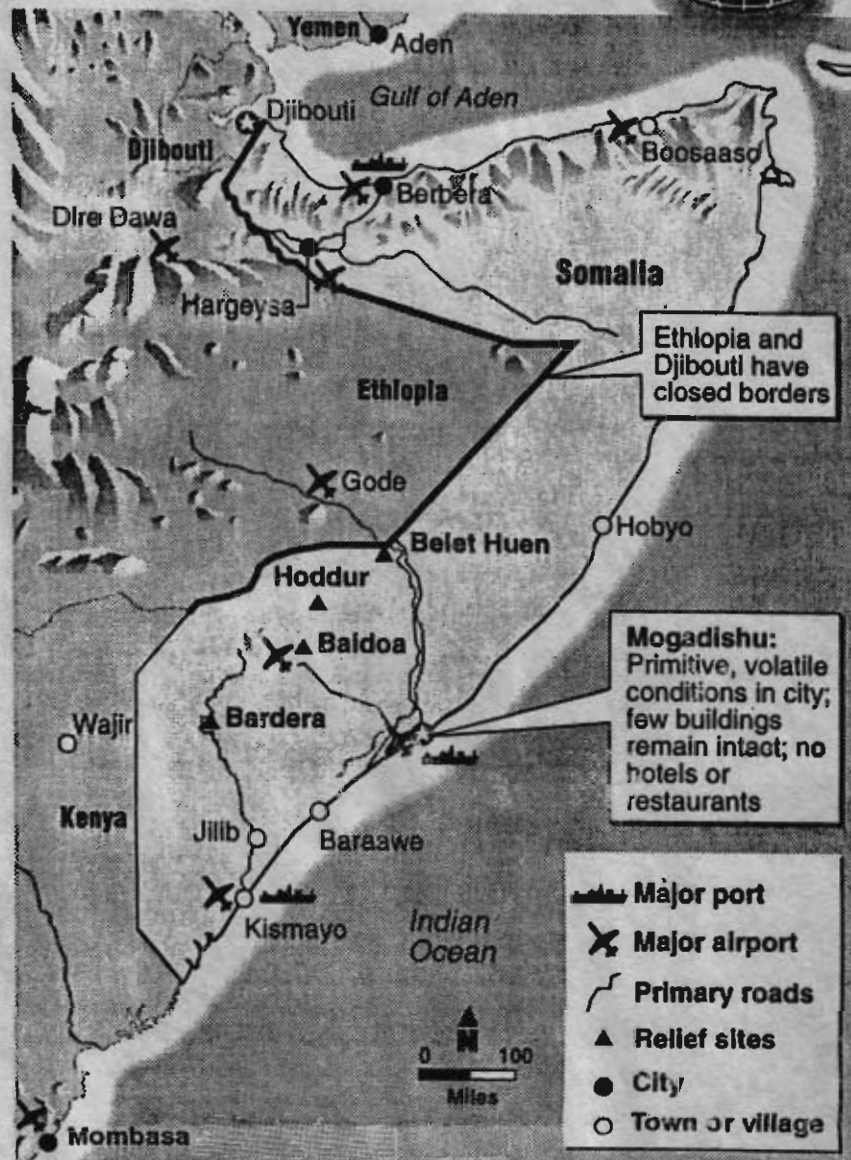 Yemen
Aden
Gulf of Aden
Djibouti
Djibouti
Boosaaso
Berbera
Dire Dawa
Somalia
Hargeysa
Ethiopia and
Djibouti have
closed borders
Ethiopia
Gode
Hobyo
Belet Huen
Hoddur
Mogadishu:
Primitive, volatile
conditions in city;
few buildings
remain intact; no
hotels or
restaurants
Baidoa
Bardera
Wajir
Kenya
Jilib
Baraawe
Kismayo
Indian
Ocean
Major port
Major airport
Primary roads
Relief sites
City
Town or village
N
0 100
Miles
Mombasa